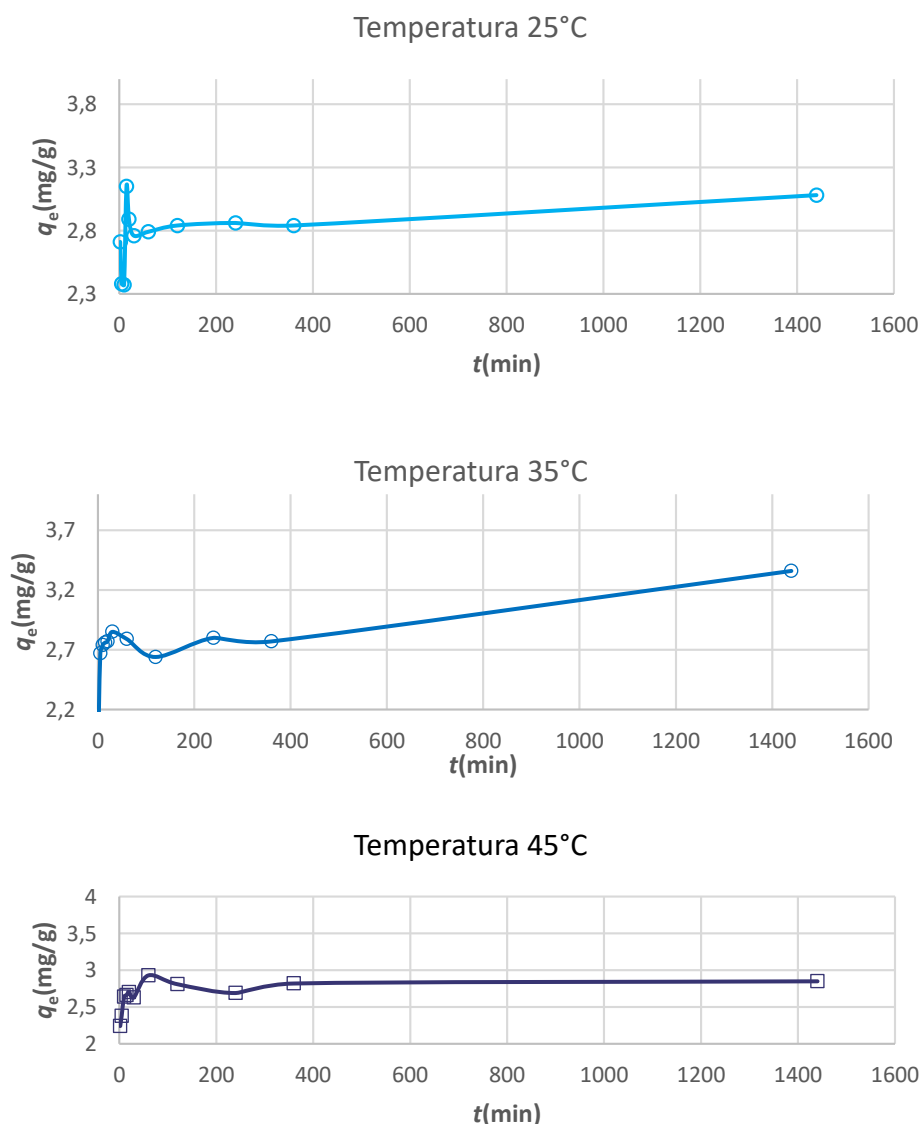 Temperatura 25°C
3,8
3,3
2,8
2,3
qe(mg/g)
0 200 400 600 800 1000 1200 1400 1600
t(min)
Temperatura 35°C
3,7
3,2
2,7
2,2
qe(mg/g)
0 200 400 600 800 1000 1200 1400 1600
t(min)
Temperatura 45°C
4
3,5
3
2,5
2
qe(mg/g)
0 200 400 600 800 1000 1200 1400 1600
t(min)